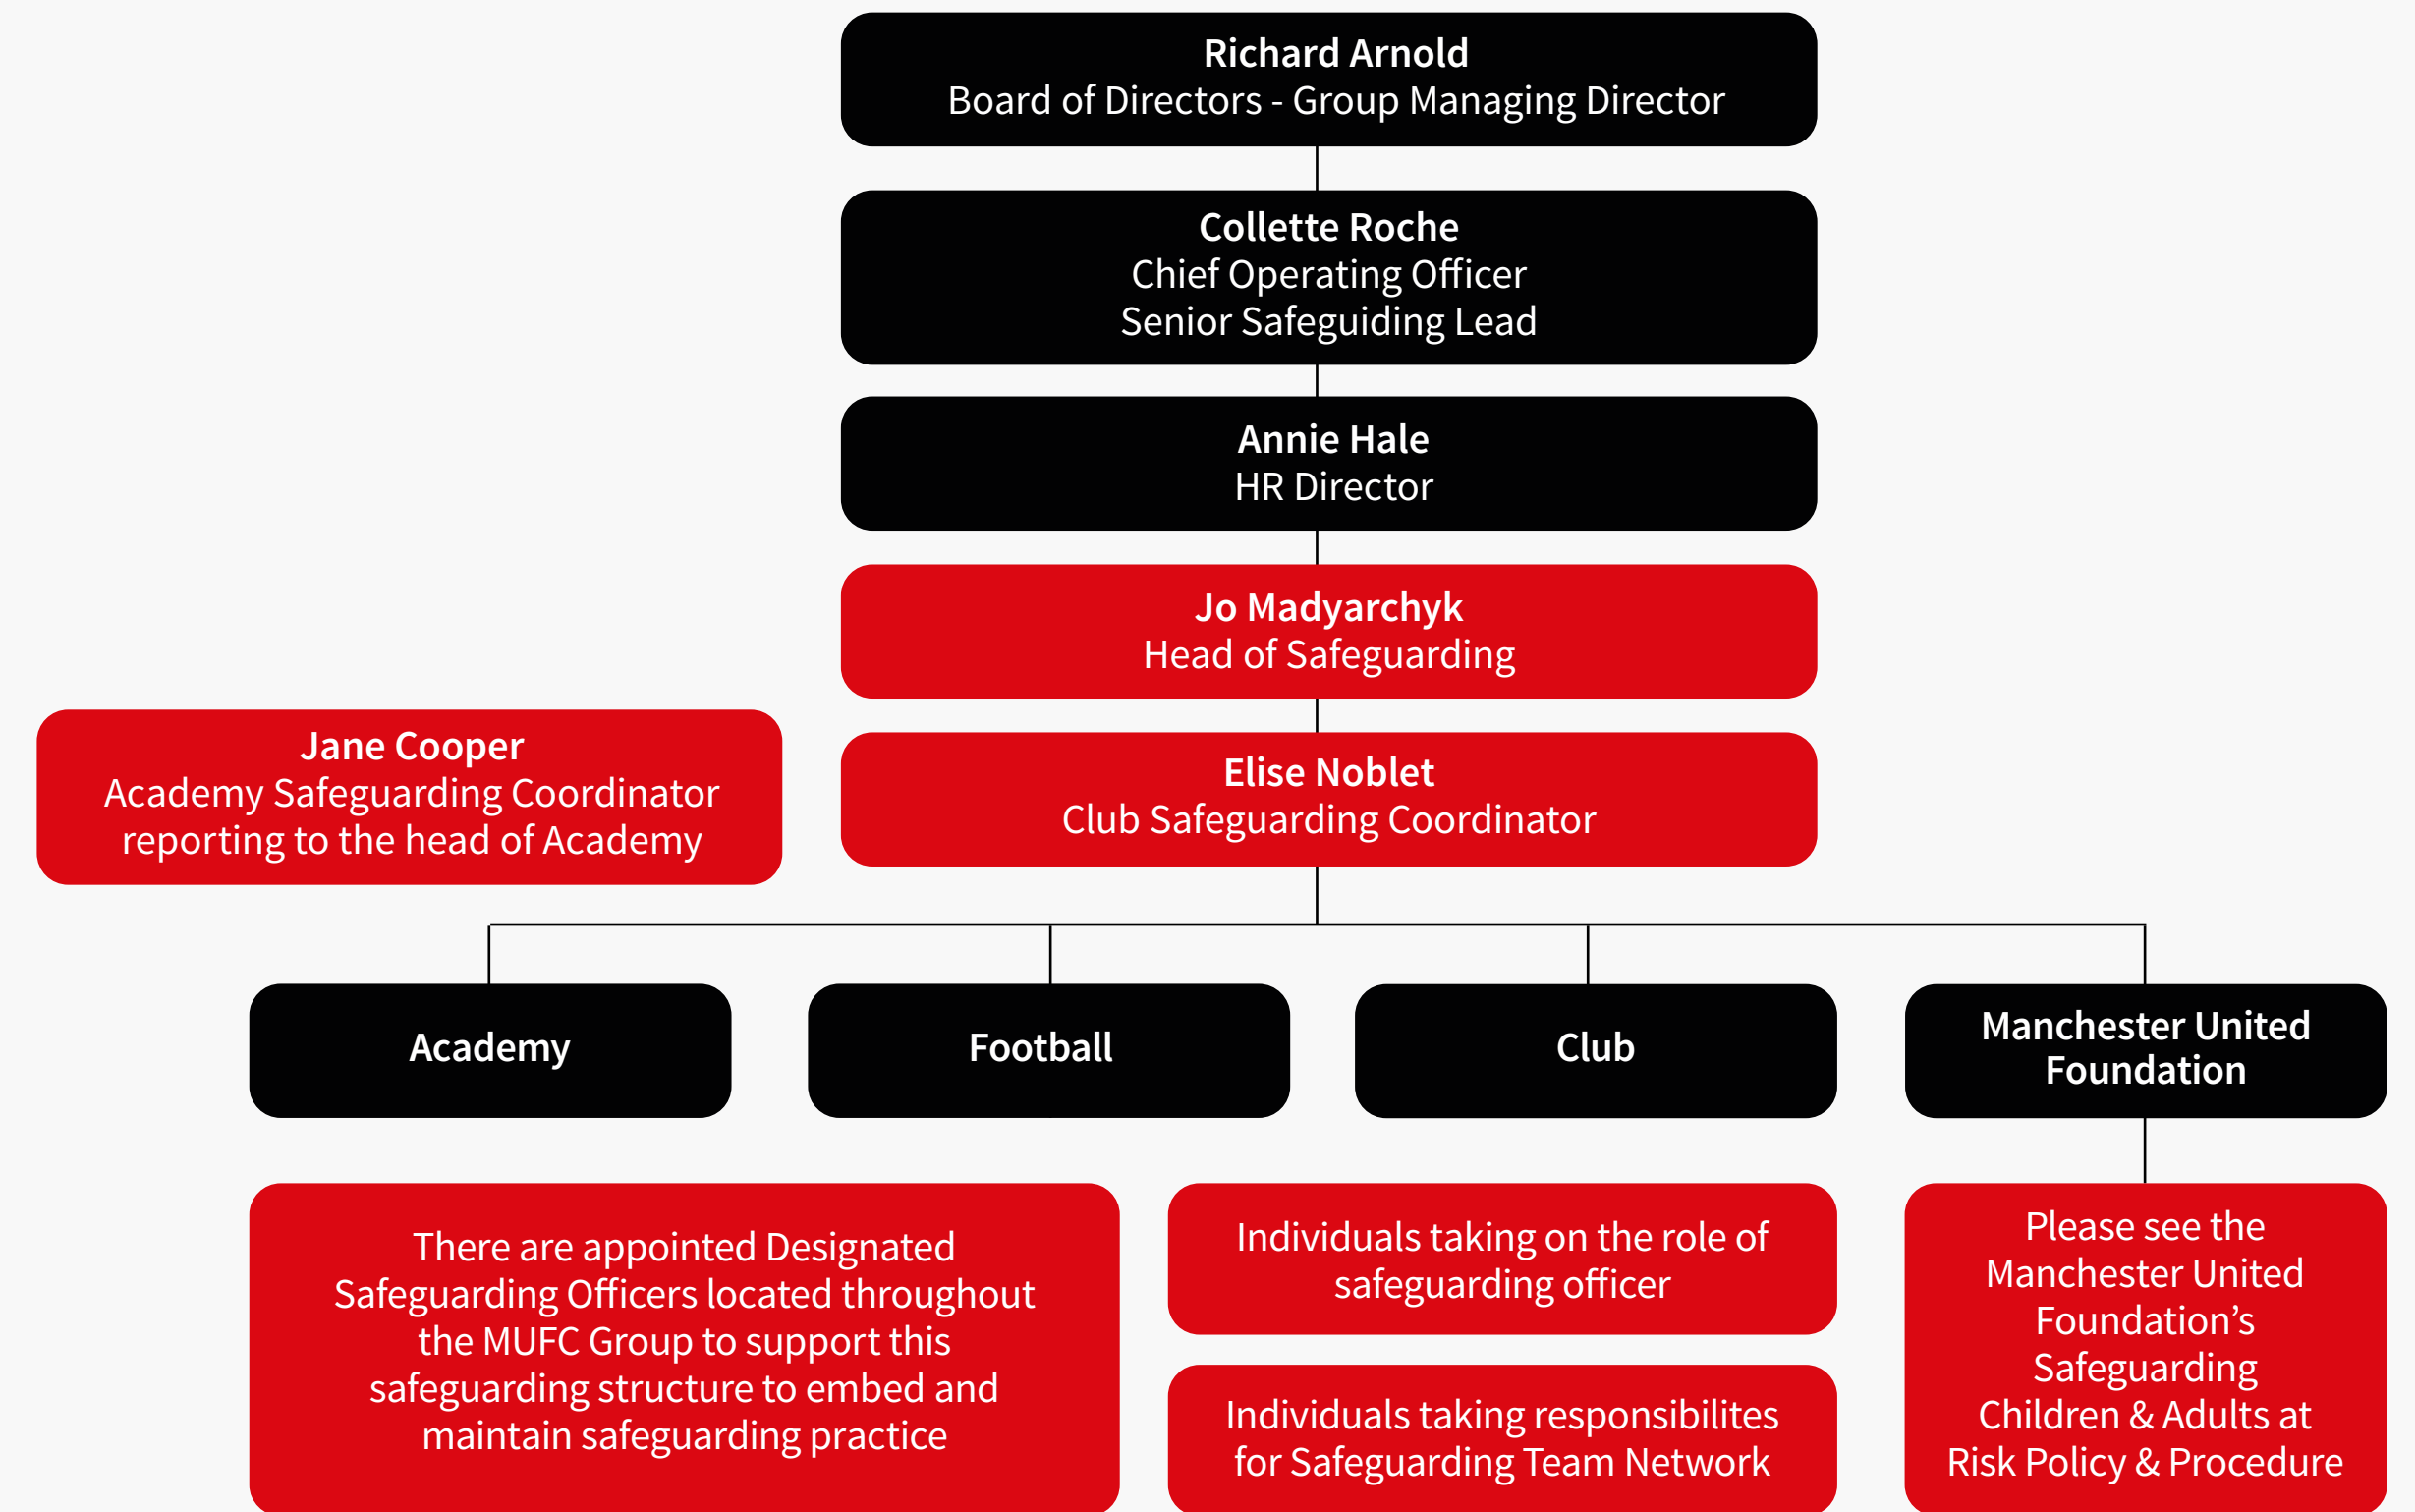 Richard Arnold
Board of Directors - Group Managing Director
Collette Roche
Chief Operating Officer
Senior Safeguiding Lead
Annie Hale
HR Director
Jo Madyarchyk
Head of Safeguarding
Jane Cooper
Academy Safeguarding Coordinator
reporting to the head of Academy
Elise Noblet
Club Safeguarding Coordinator
Academy
Football
Club
Manchester United
Foundation
There are appointed Designated
Safeguarding Officers located throughout
the MUFC Group to support this
safeguarding structure to embed and
maintain safeguarding practice
Individuals taking on the role of
safeguarding officer
Individuals taking responsibilites
for Safeguarding Team Network
Please see the
Manchester United
Foundation’s
Safeguarding
Children & Adults at
Risk Policy & Procedure